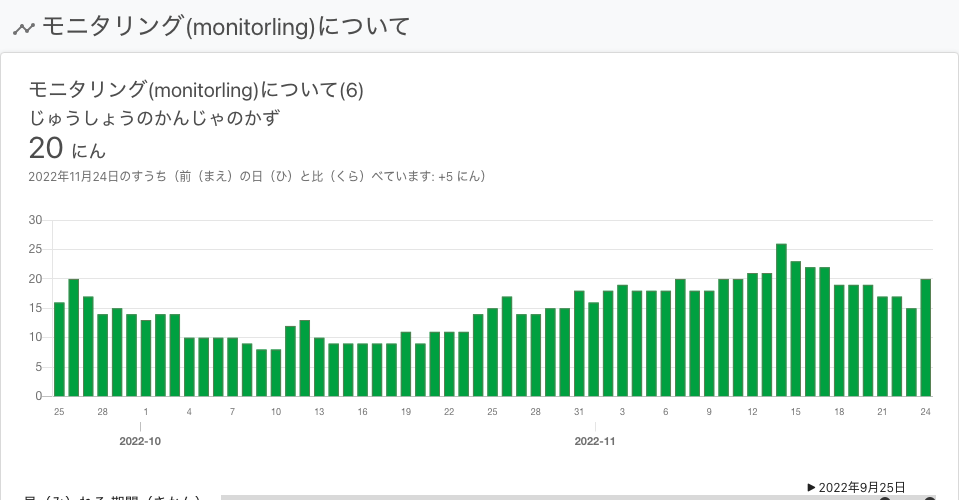 モニタリング(monitorling)について
モニタリング(monitorling)について(6)
じゅうしょうのかんじゃのかず
20 にん
2022年11月24日のすうち（前（まえ）の日（ひ）と比（くら）べています: +5 にん）
30
25
20
15
10
5
0
25 28 1 4 7 10 13 16 19 22 25 28 31 3 6 9 12 15 18 21 24
2022-10 2022-11
▶ 2022年9月25日